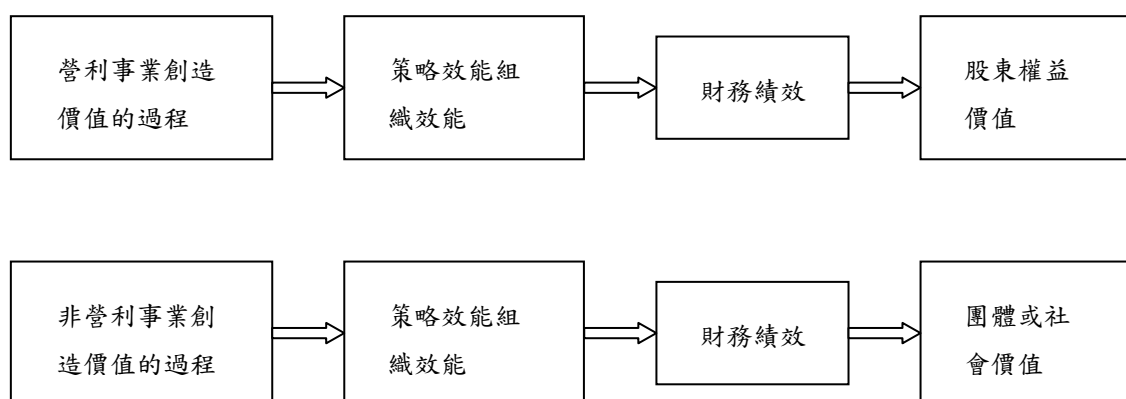 營利事業創造
價值的過程
策略效能組
織效能
財務績效
股東權益
價值
非營利事業創
造價值的過程
策略效能組
織效能
財務績效
團體或社
會價值